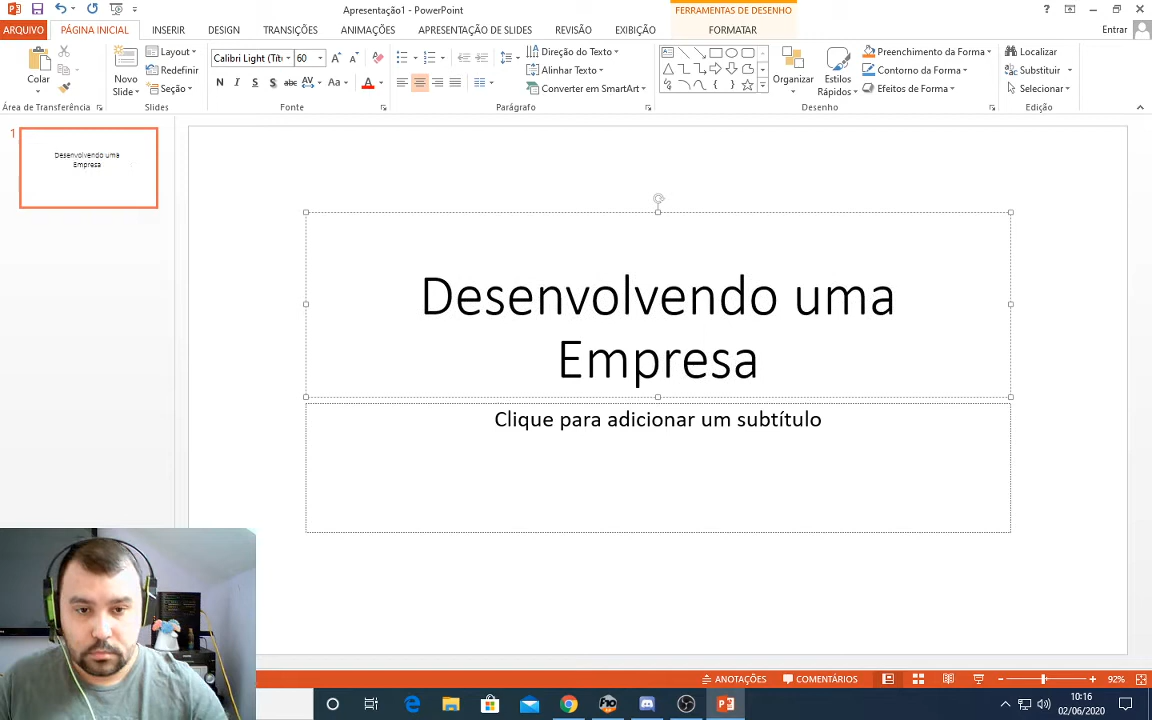 Apresentação1 - PowerPoint
FERRAMENTAS DE DESENHO
?
ARQUIVO PÁGINA INICIAL INSERIR DESIGN TRANSIÇÕES ANIMAÇÕES APRESENTAÇÃO DE SLIDES REVISÃO EXIBIÇÃO FORMATAR Entrar
Colar
Área de Transferência
Novo Slide
Layout
Redefinir
Seção
Slides
Calibri Light (Tít 60
N I S S abc AV Aa A
Fonte
Direção do Texto
Alinhar Texto
Converter em SmartArt
Parágrafo
Organizar
Estilos Rápidos
Preenchimento da Forma
Contorno da Forma
Efeitos de Forma
Desenho
Localizar
Substituir
Selecionar
Edição
1
Desenvolvendo uma
Empresa
Desenvolvendo uma
Empresa
Clique para adicionar um subtítulo
ANOTAÇÕES COMENTÁRIOS 92%
10:16
02/06/2020